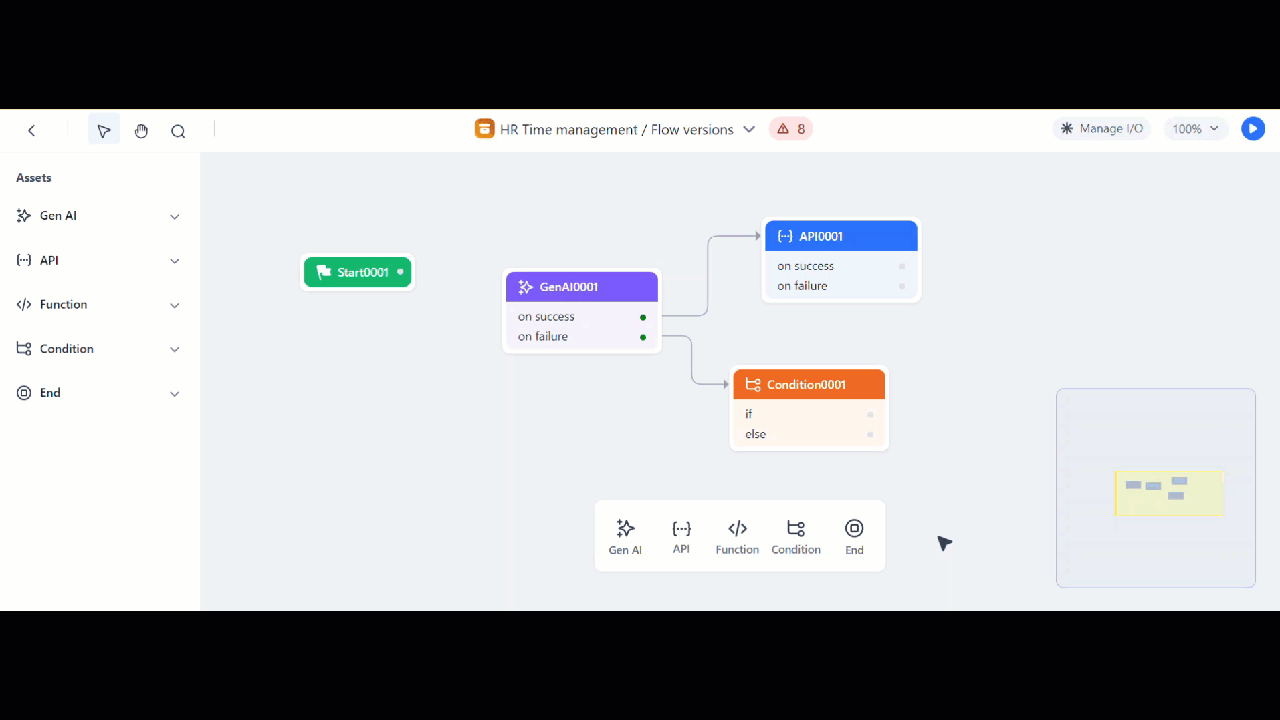 HR Time management / Flow versions
8
Manage I/O
100%
Assets
Gen AI
API
Function
Condition
End
Start0001
GenAI0001
on success
on failure
API0001
on success
on failure
Condition0001
if
else
Gen AI
API
Function
Condition
End